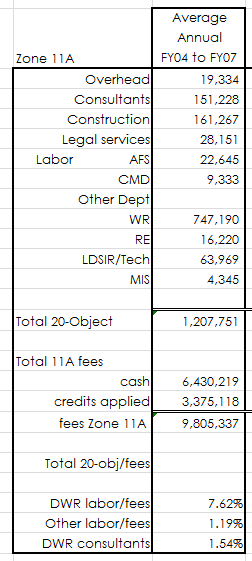 Average
Annual
Zone 11A FY04 to FY07
Overhead 19,334
Consultants 151,228
Construction 161,267
Legal services 28,151
Labor AFS 22,645
CMD 9,333
Other Dept
WR 747,190
RE 16,220
LDSIR/Tech 63,969
MIS 4,345
Total 20-Object 1,207,751
Total 11A fees
cash 6,430,219
credits applied 3,375,118
fees Zone 11A 9,805,337
Total 20-obj/fees
DWR labor/fees 7.62%
Other labor/fees 1.19%
DWR consultants 1.54%